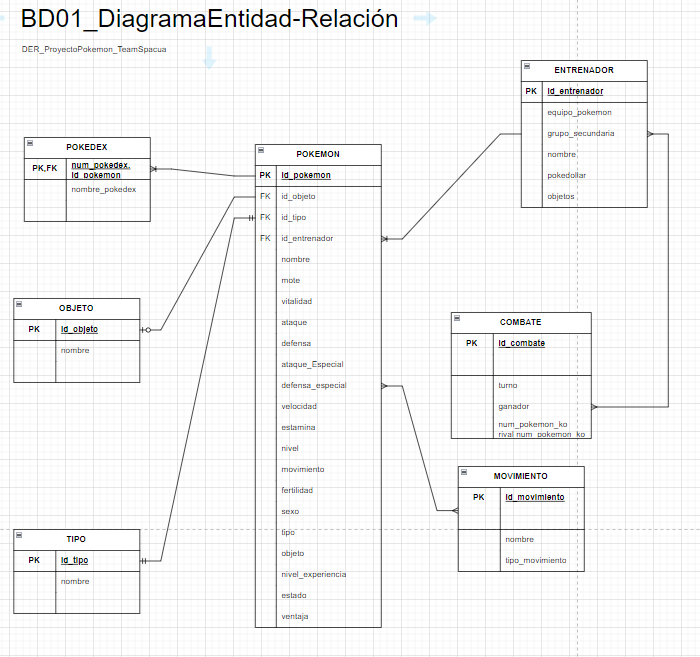 BD01_DiagramaEntidad-Relación
DER_ProyectoPokemon_TeamSpacua
ENTRENADOR
PK id_entrenador
equipo_pokemon
grupo_secundaria
nombre
pokedollar
objetos
POKEDEX
PK,FK num_pokedex,
id_pokemon
nombre_pokedex
POKEMON
PK id_pokemon
FK id_objeto
FK id_tipo
FK id_entrenador
nombre
mote
vitalidad
ataque
defensa
ataque_Especial
defensa_especial
velocidad
estamina
nivel
movimiento
fertilidad
sexo
tipo
objeto
nivel_experiencia
estado
ventaja
OBJETO
PK id_objeto
nombre
COMBATE
PK id_combate
turno
ganador
num_pokemon_ko
rival num_pokemon_ko
MOVIMIENTO
PK id_movimiento
nombre
tipo_movimiento
TIPO
PK id_tipo
nombre